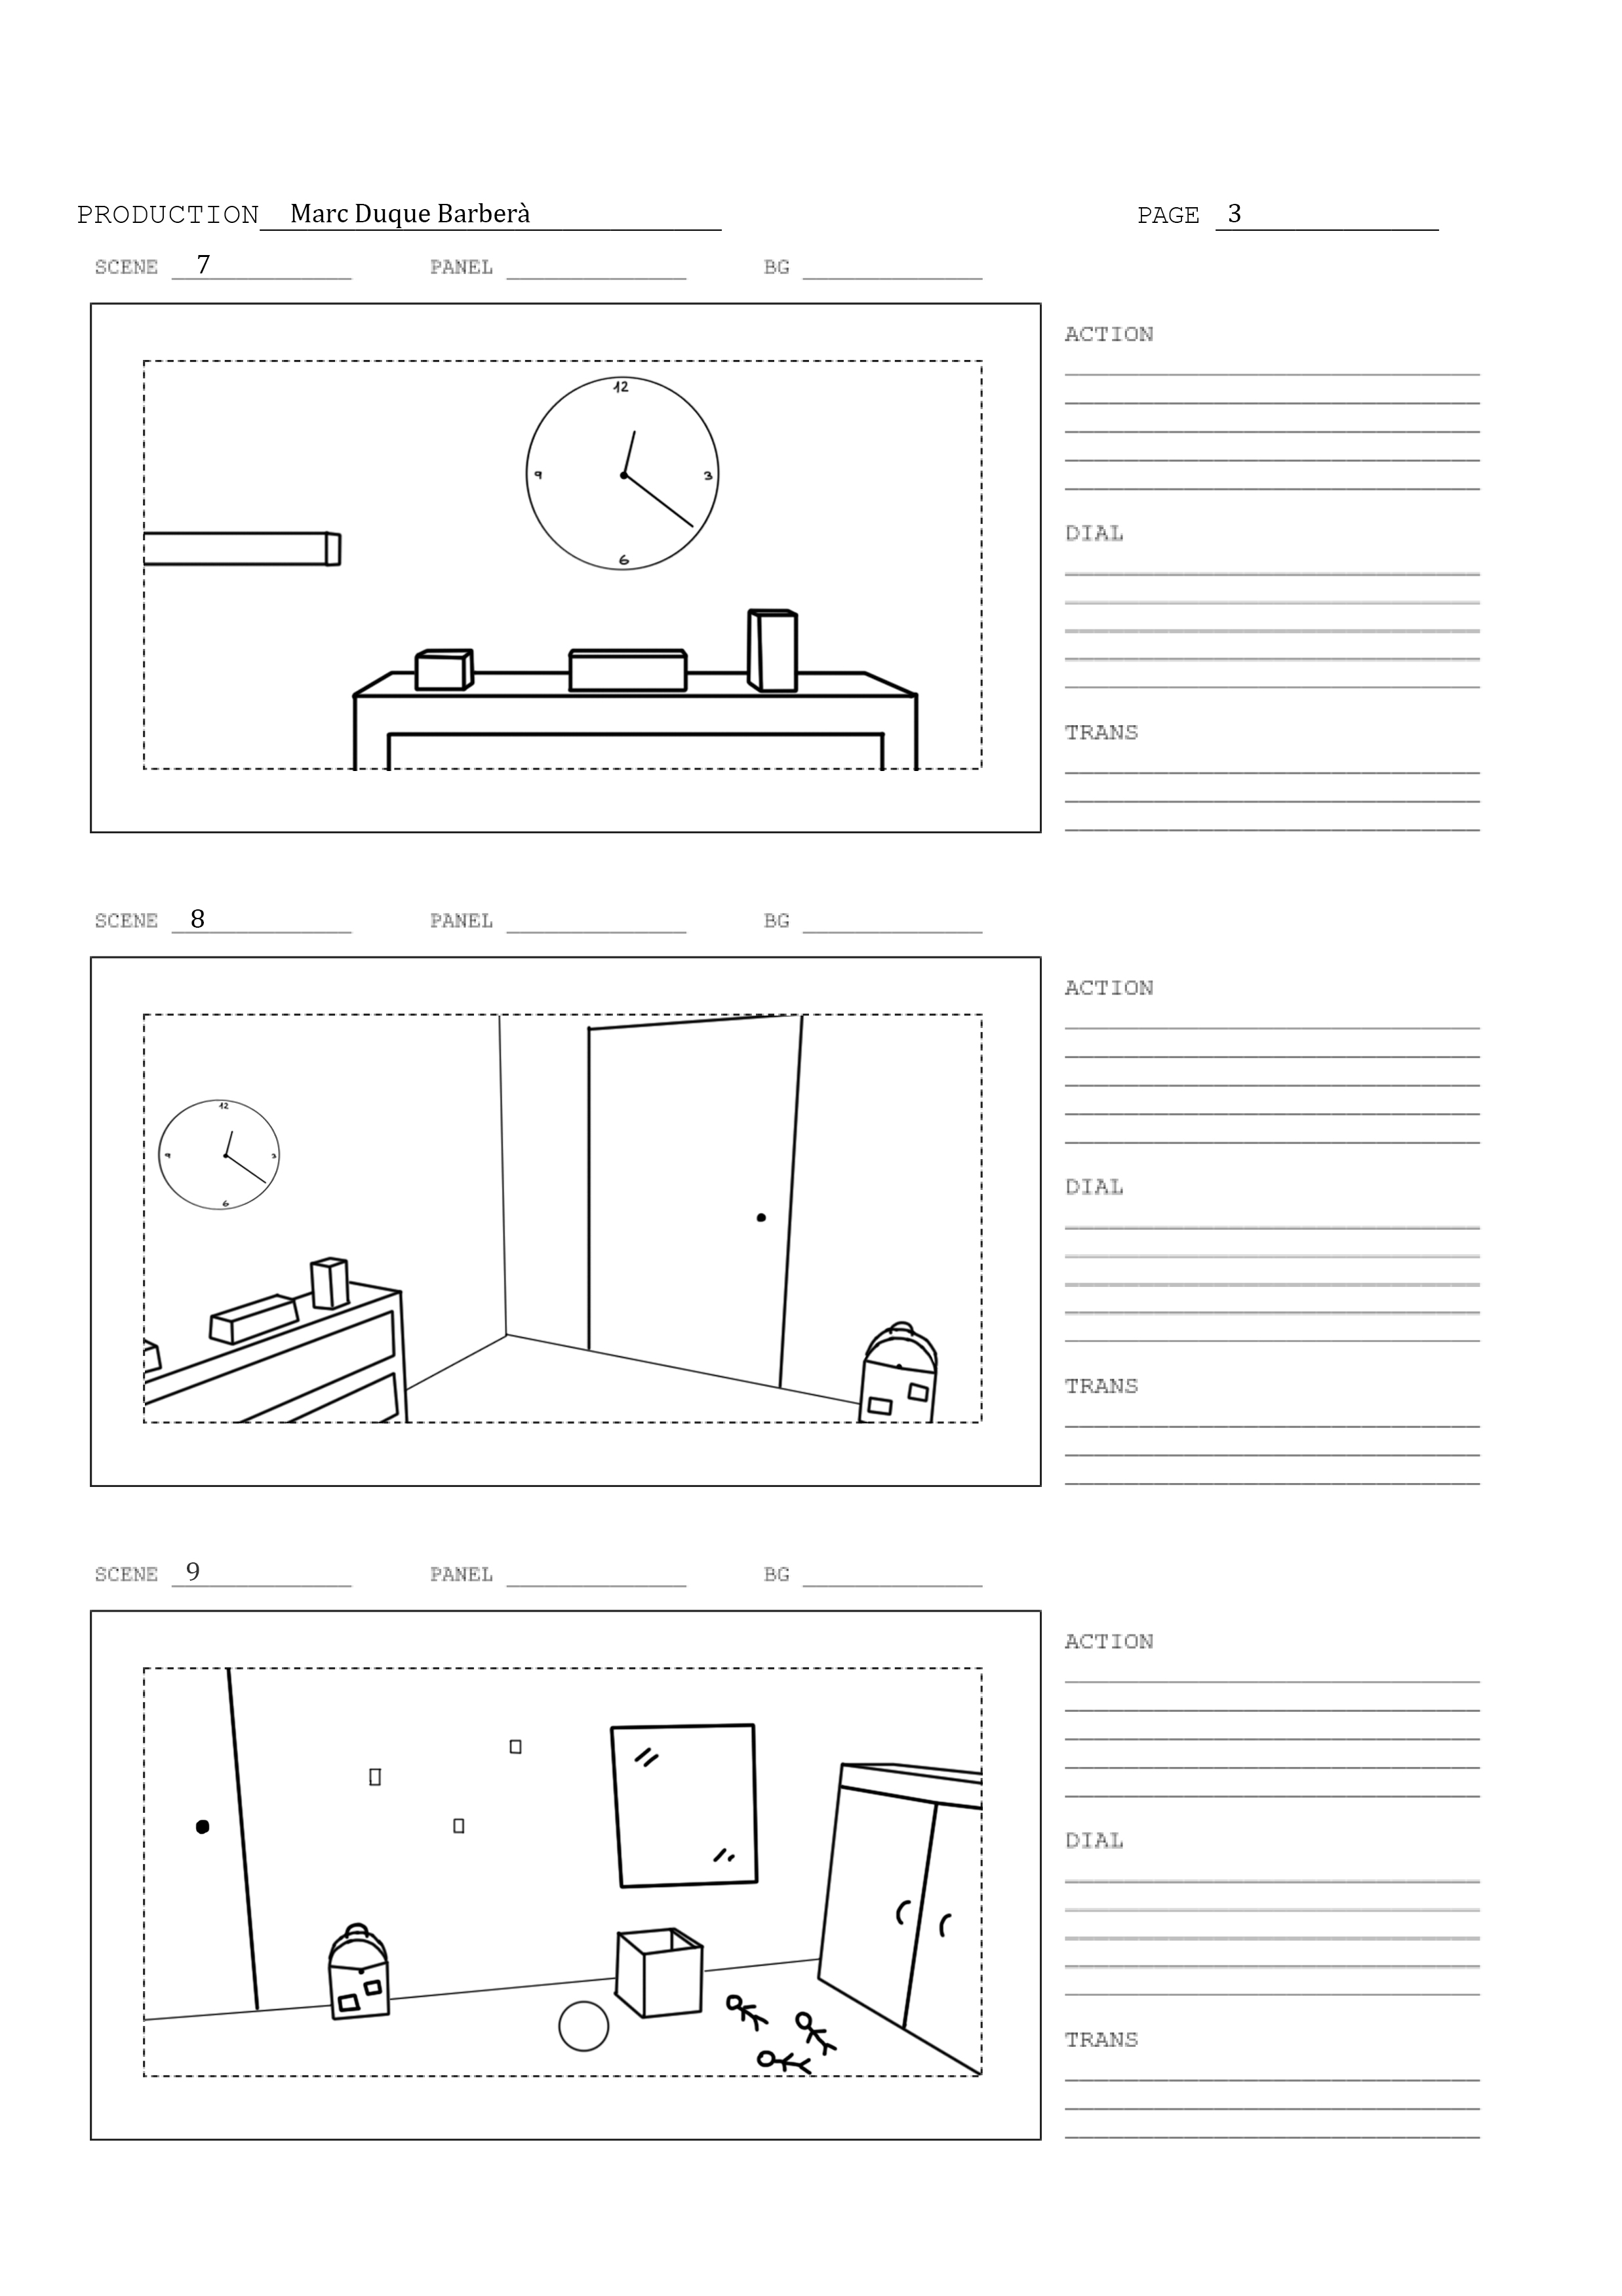 PRODUCTION Marc Duque Barberà PAGE 3
SCENE 7 PANEL BG
ACTION
12
9 3
6
DIAL
TRANS
SCENE 8 PANEL BG
ACTION
12
9 3
6
DIAL
TRANS
SCENE 9 PANEL BG
ACTION
DIAL
TRANS